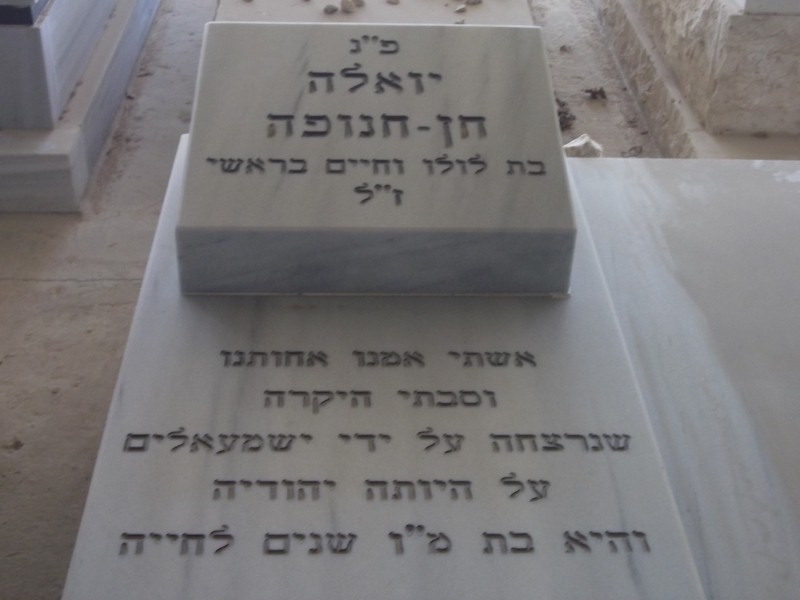 פ"נ
יואלה
חן-חנופה
בת לולו וחיים בראשי
ז"ל
אשתי אמנו אחותנו
וסבתי היקרה
שנרצחה על ידי ישמעאלים
על היותה יהודיה
והיא בת מ"ו שנים לחייה